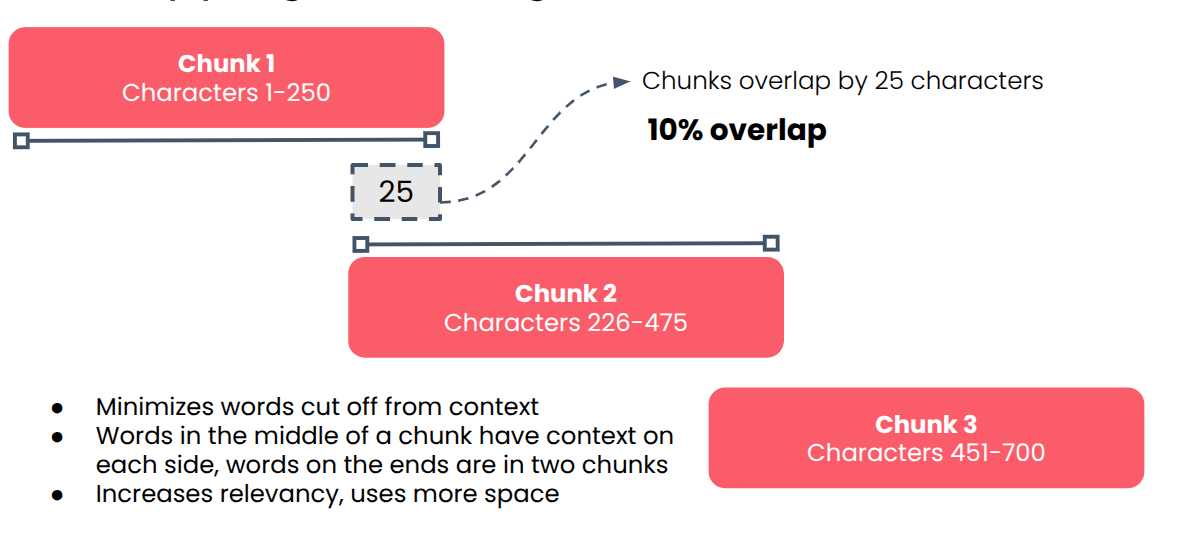 Chunk 1
Characters 1-250
Chunks overlap by 25 characters
10% overlap
25
Chunk 2
Characters 226-475
● Minimizes words cut off from context
● Words in the middle of a chunk have context on
each side, words on the ends are in two chunks
● Increases relevancy, uses more space
Chunk 3
Characters 451-700